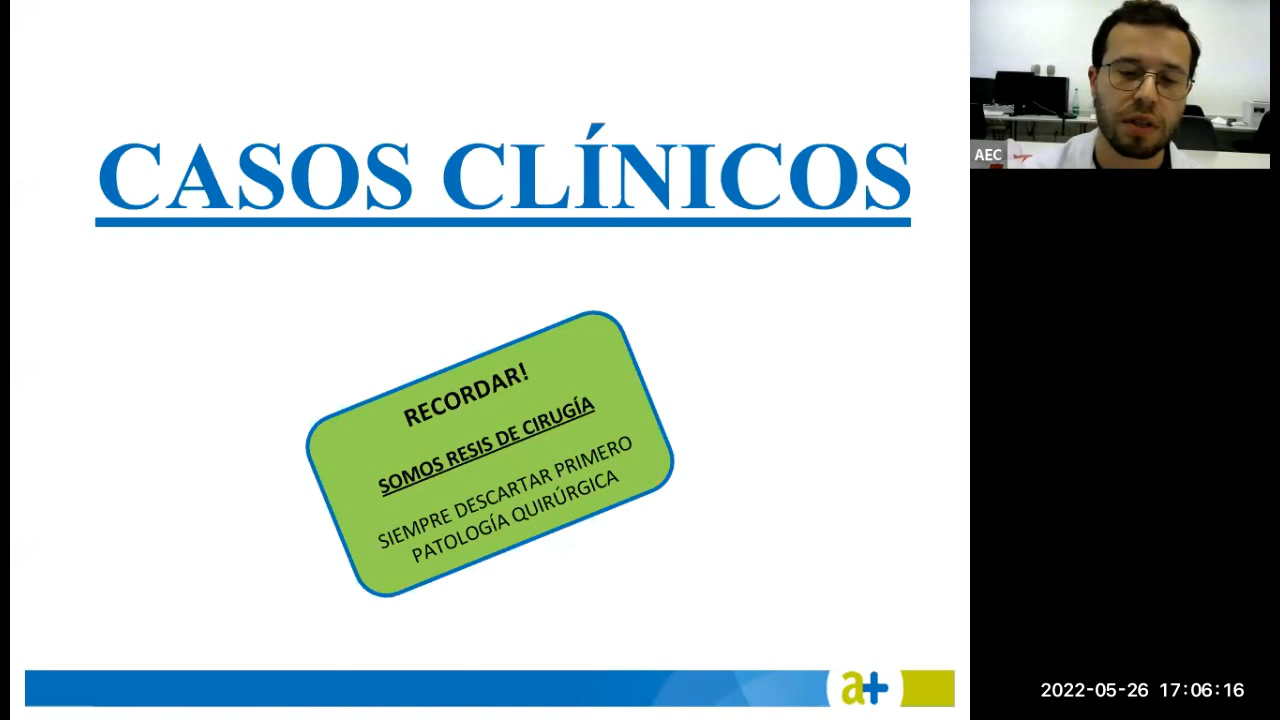 CASOS CLÍNICOS
RECORDAR!
SOMOS RESIS DE CIRUGÍA
SIEMPRE DESCARTAR PRIMERO
PATOLOGÍA QUIRÚRGICA
a+
AEC
2022-05-26 17:06:16